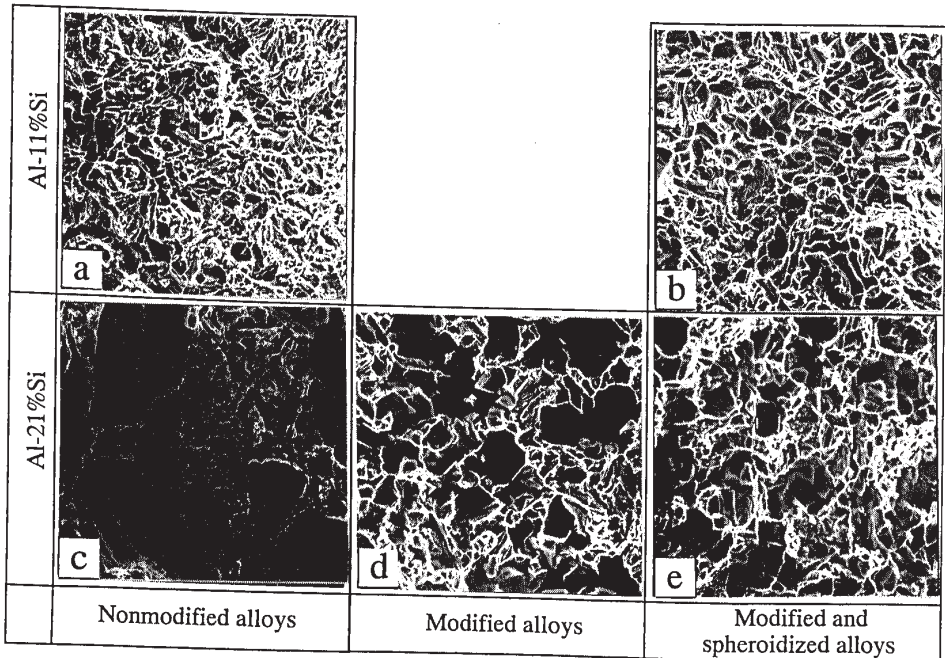 Al-11%Si
a
b
Al-21%Si
c
d
e
Nonmodified alloys
Modified alloys
Modified and
spheroidized alloys